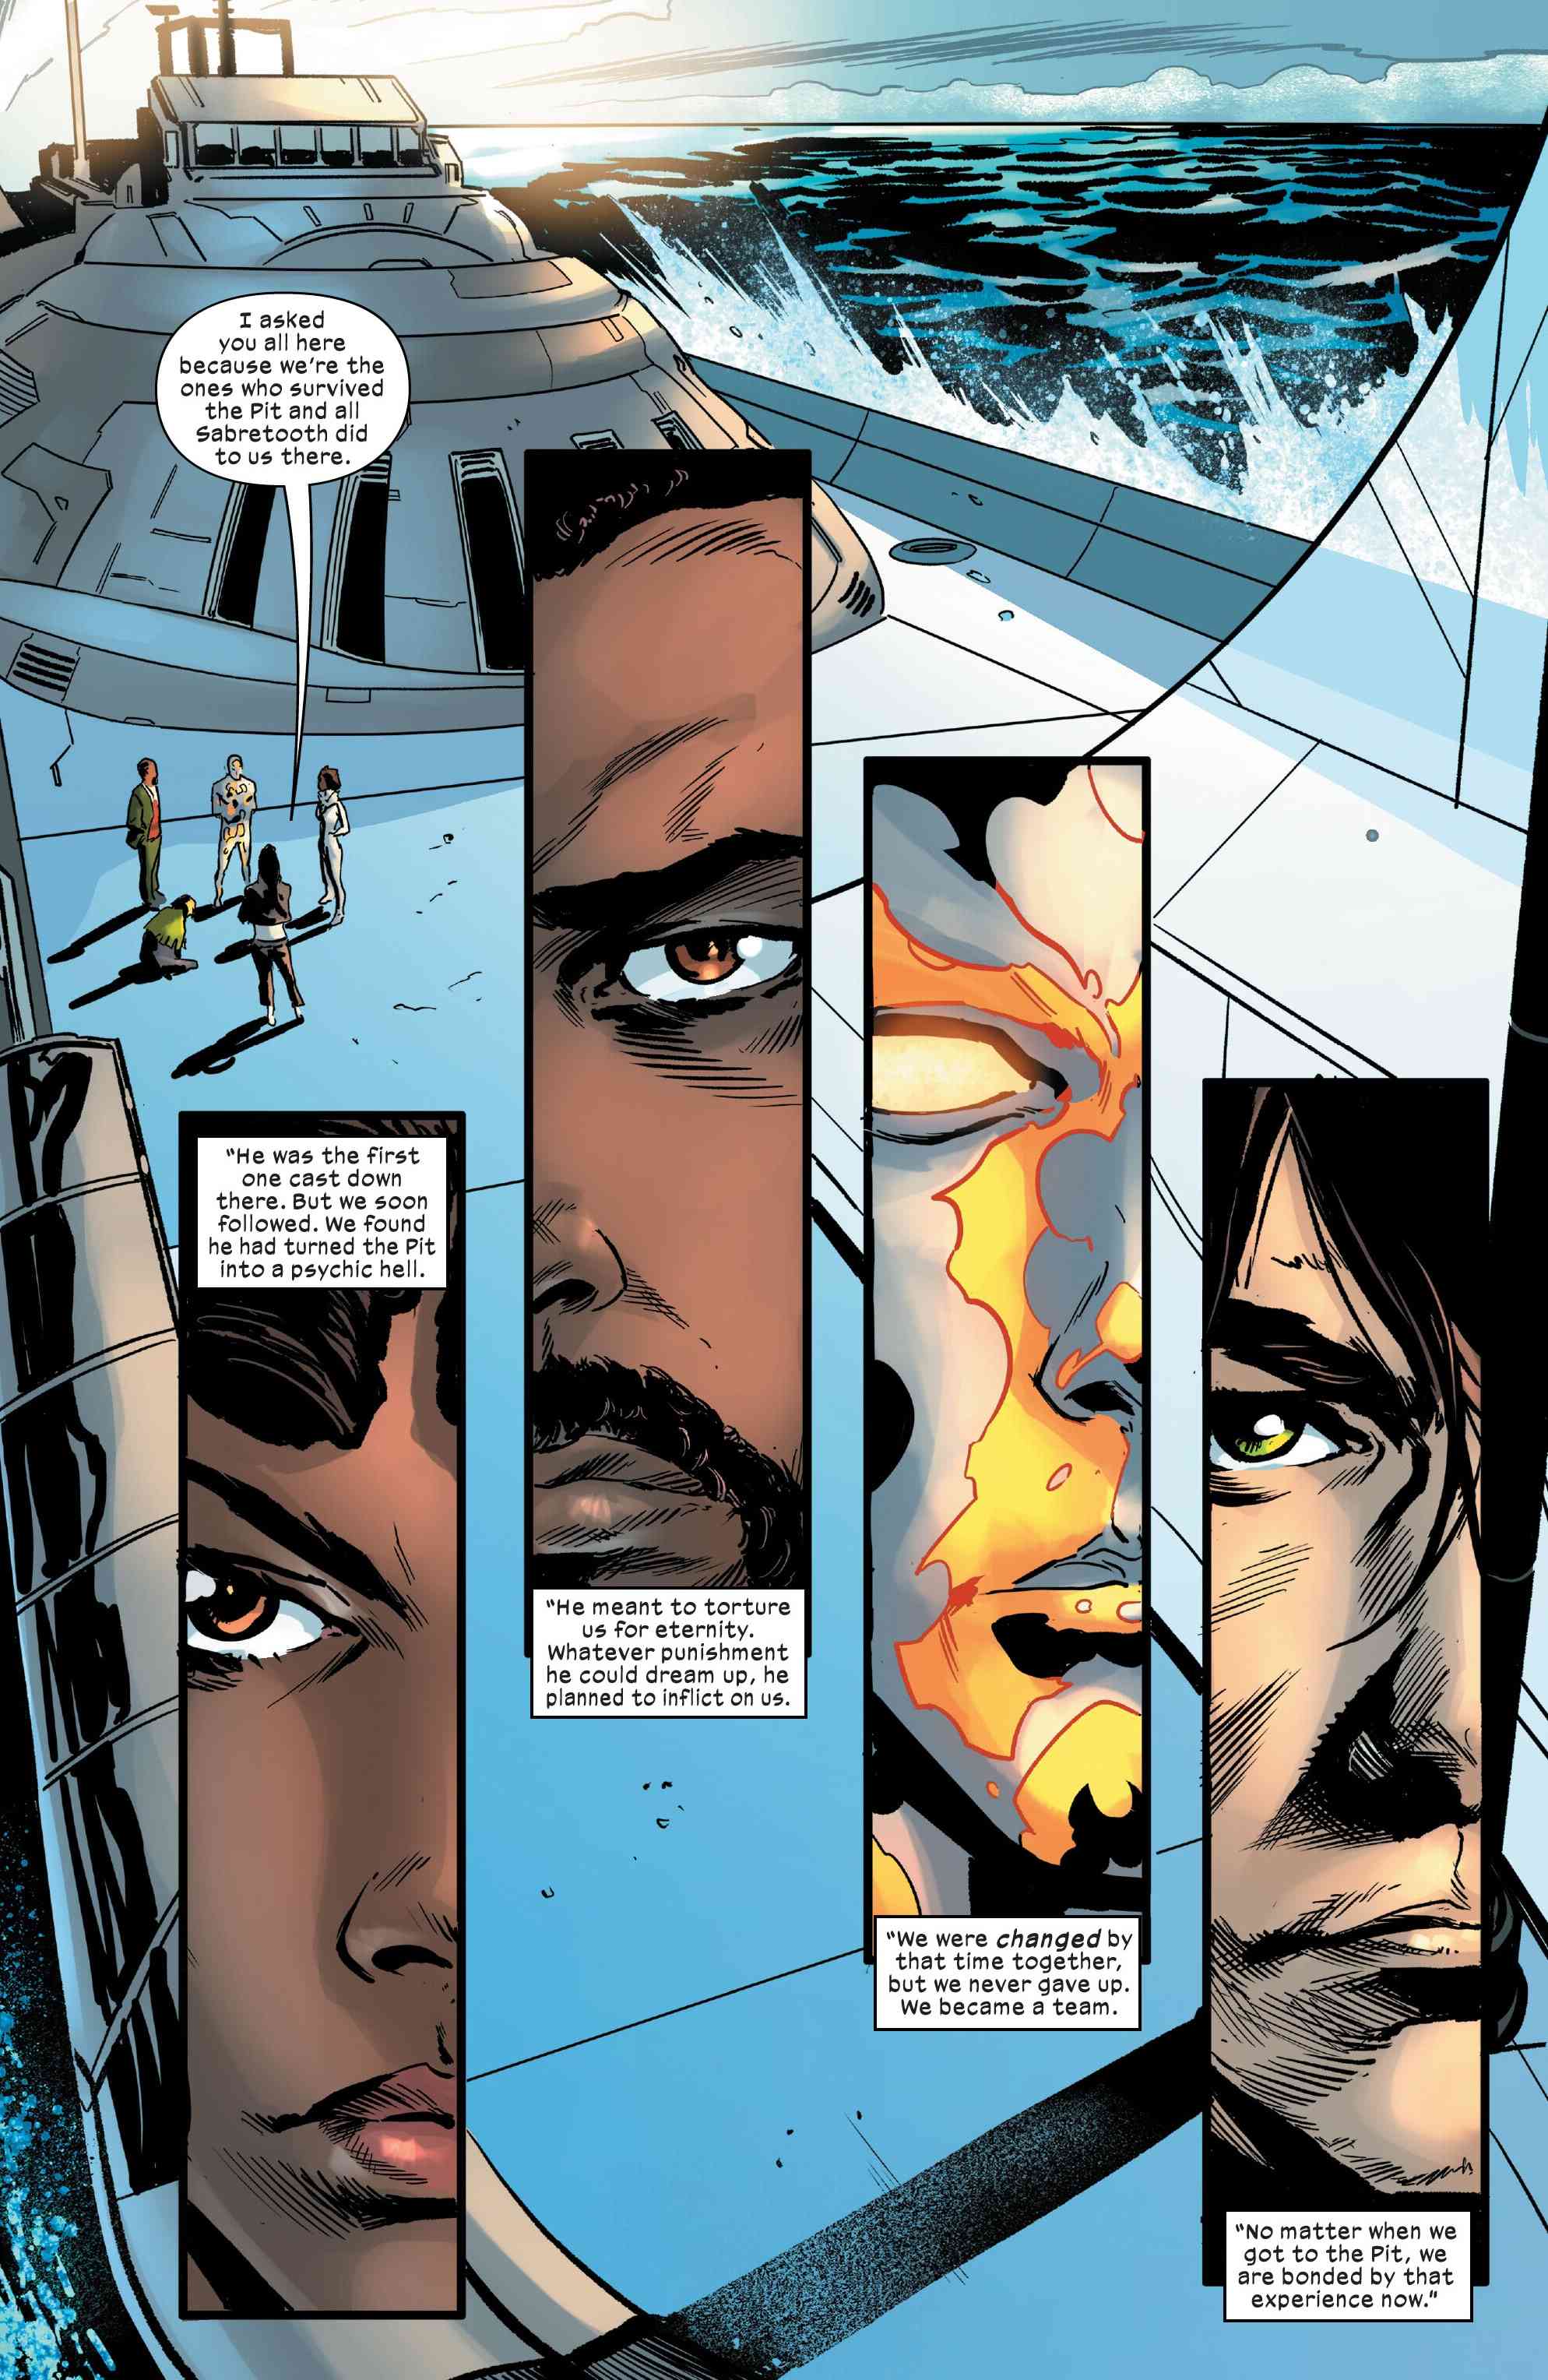 I asked
you all here
because we're the
ones who survived
the Pit and all
Sabretooth did
to us there.
"He was the first
one cast down
there. But we soon
followed. We found
he had turned the Pit
into a psychic hell.
"He meant to torture
us for eternity.
Whatever punishment
he could dream up, he
planned to inflict on us.
"We were changed by
that time together,
but we never gave up.
We became a team.
"No matter when we
got to the Pit, we
are bonded by that
experience now."